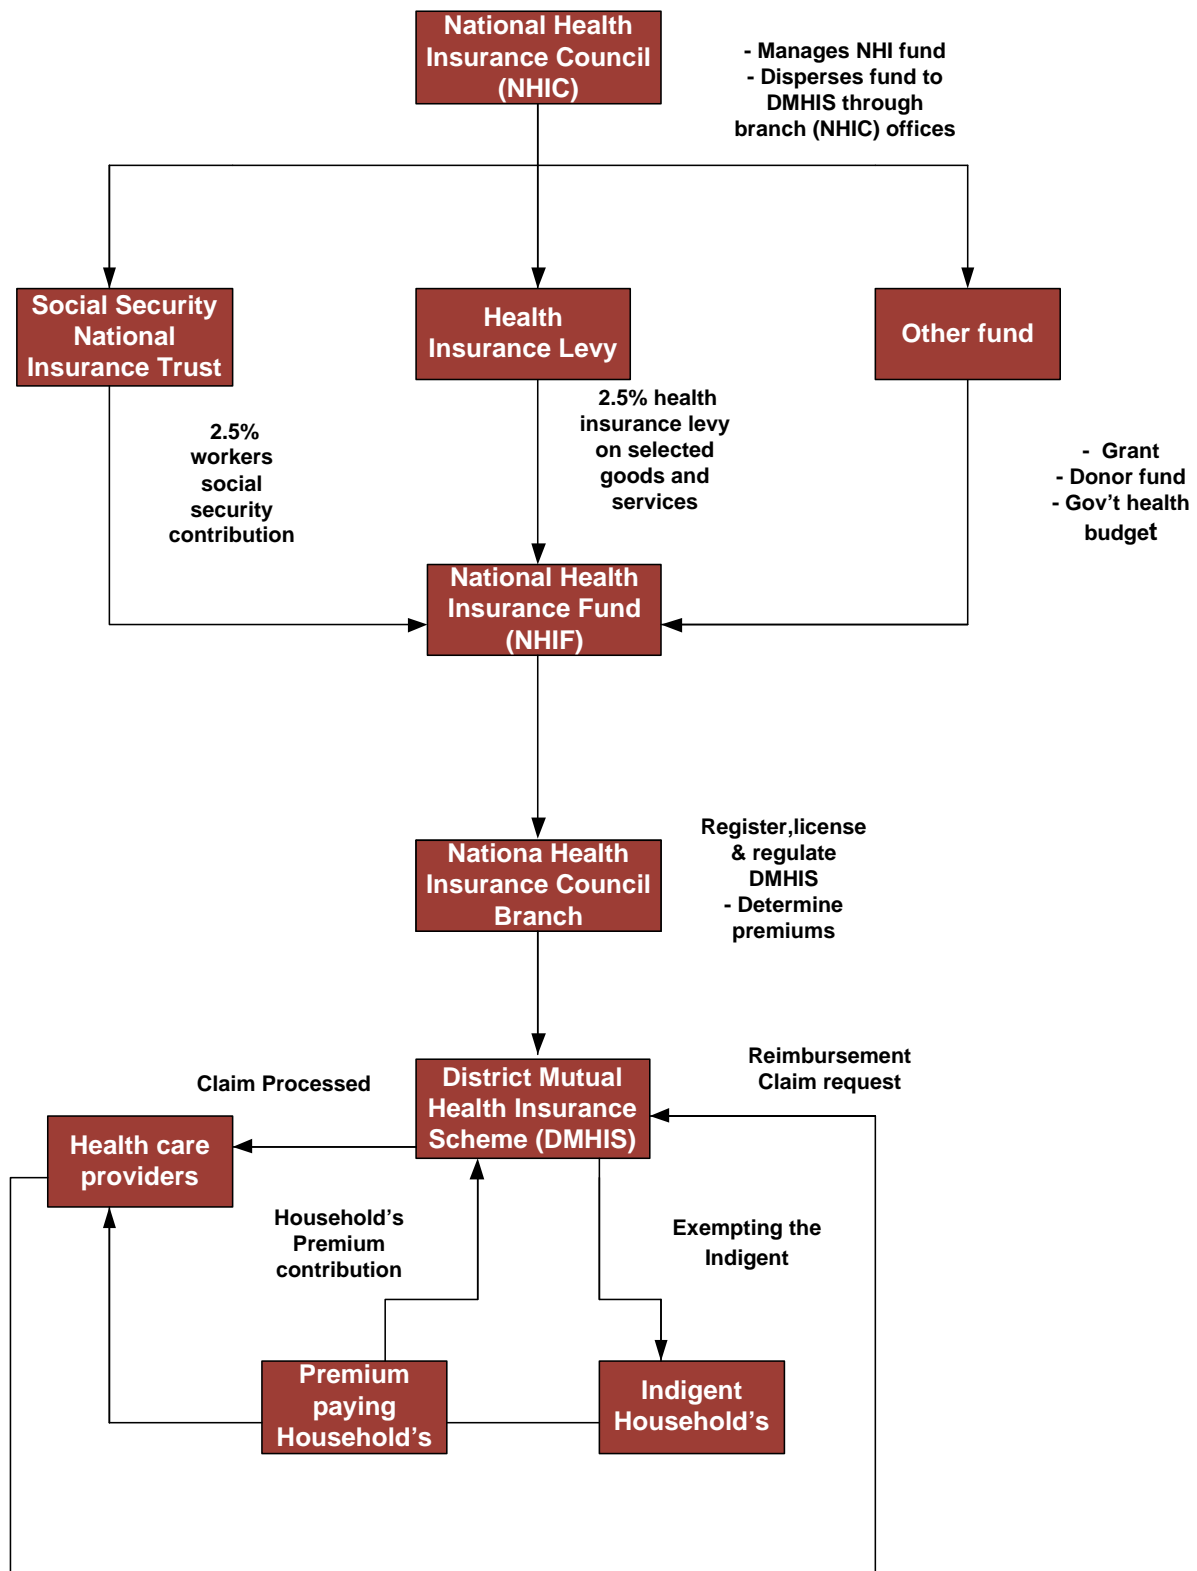 National Health
Insurance Council
(NHIC)
- Manages NHI fund
- Disperses fund to
DMHIS through
branch (NHIC) offices
Social Security
National
Insurance Trust
Health
Insurance Levy
Other fund
2.5%
workers
social
security
contribution
2.5% health
insurance levy
on selected
goods and
services
- Grant
- Donor fund
- Gov’t health
budget
National Health
Insurance Fund
(NHIF)
Nationa Health
Insurance Council
Branch
Register,license
& regulate
DMHIS
- Determine
premiums
Claim Processed
District Mutual
Health Insurance
Scheme (DMHIS)
Reimbursement
Claim request
Health care
providers
Household’s
Premium
contribution
Exempting the
Indigent
Premium
paying
Household’s
Indigent
Household’s